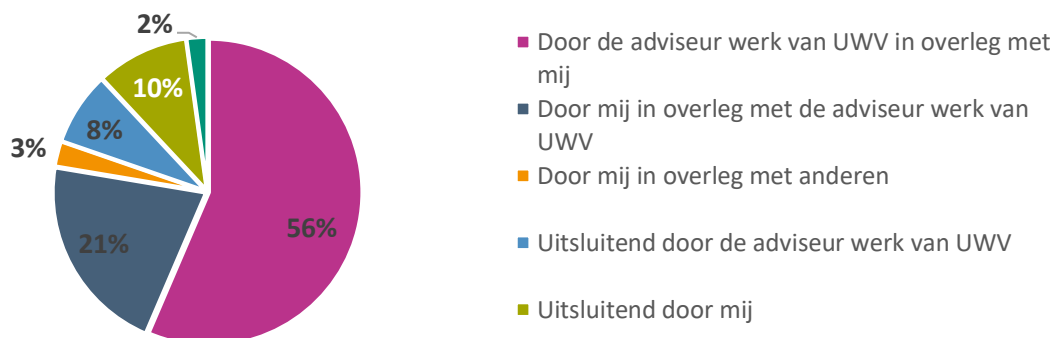 2%
10%
8%
3%
21%
56%
Door de adviseur werk van UWV in overleg met
mij
Door mij in overleg met de adviseur werk van
UWV
Door mij in overleg met anderen
Uitsluitend door de adviseur werk van UWV
Uitsluitend door mij